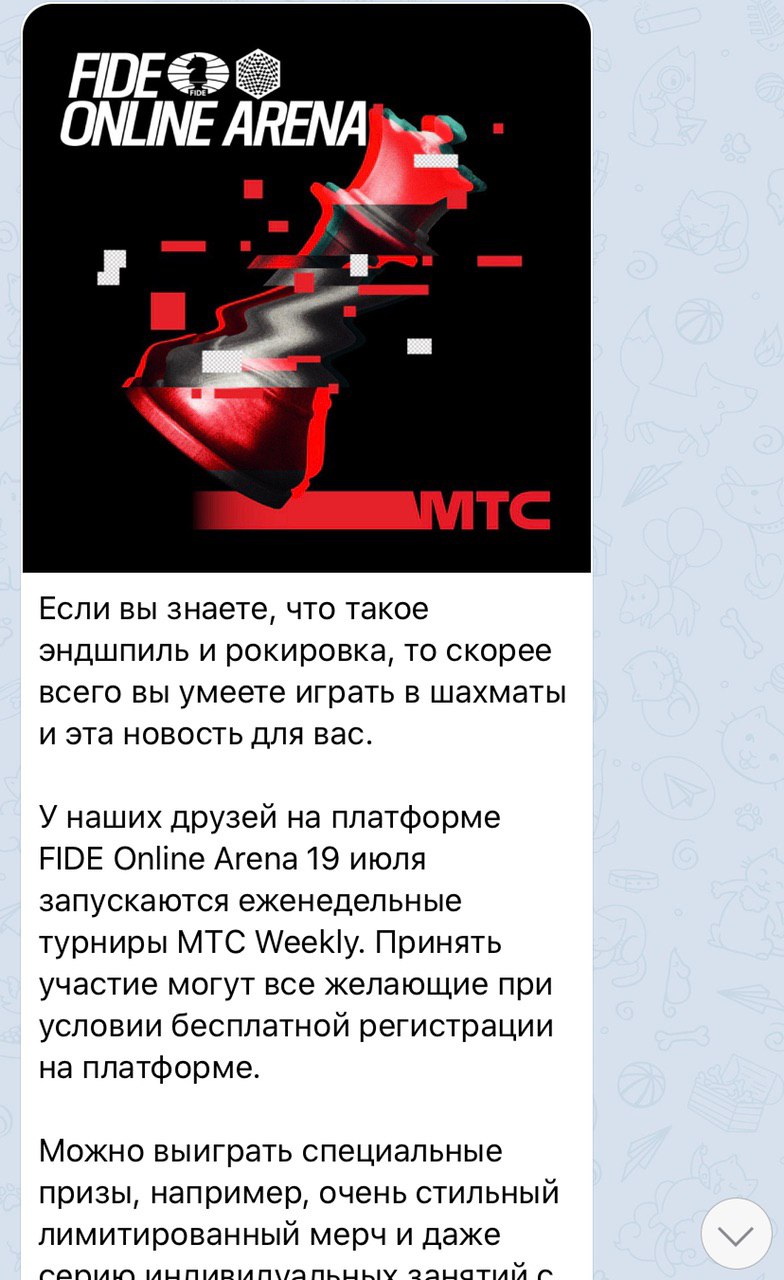 FIDE
FIDE
ONLINE ARENA
МТС
Если вы знаете, что такое
эндшпиль и рокировка, то скорее
всего вы умеете играть в шахматы
и эта новость для вас.
У наших друзей на платформе
FIDE Online Arena 19 июля
запускаются еженедельные
турниры МТС Weekly. Принять
участие могут все желающие при
условии бесплатной регистрации
на платформе.
Можно выиграть специальные
призы, например, очень стильный
лимитированный мерч и даже
серию индивидуальных занятий с